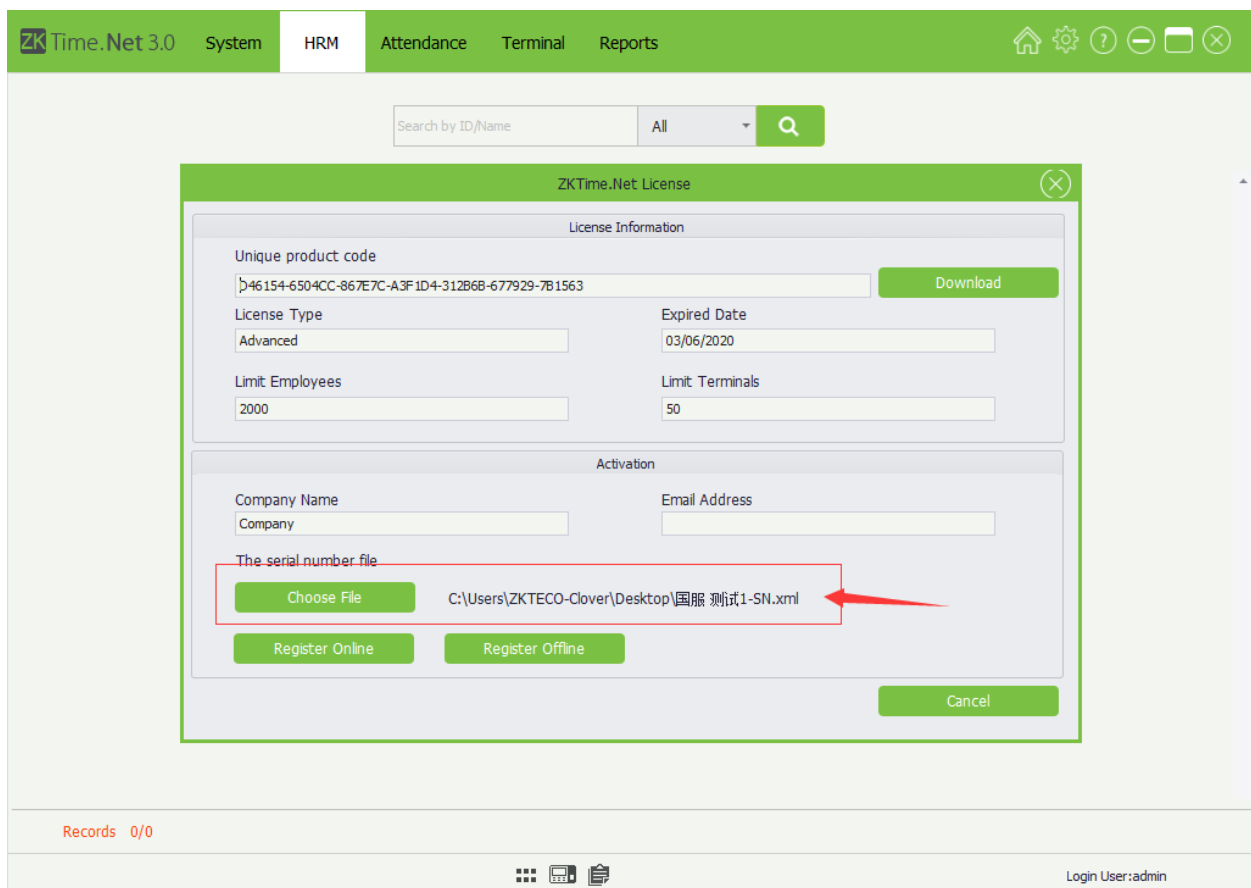 ZK Time.Net 3.0 System HRM Attendance Terminal Reports
Search by ID/Name All
ZKTime.Net License
License Information
Unique product code
D46154-6504CC-867E7C-A3F1D4-312B6B-677929-7B1563 Download
License Type Expired Date
Advanced 03/06/2020
Limit Employees Limit Terminals
2000 50
Activation
Company Name Email Address
Company
The serial number file
Choose File C:\Users\ZKTECO-Clover\Desktop\国服 测试1-SN.xml
Register Online Register Offline
Cancel
Records 0/0
Login User:admin